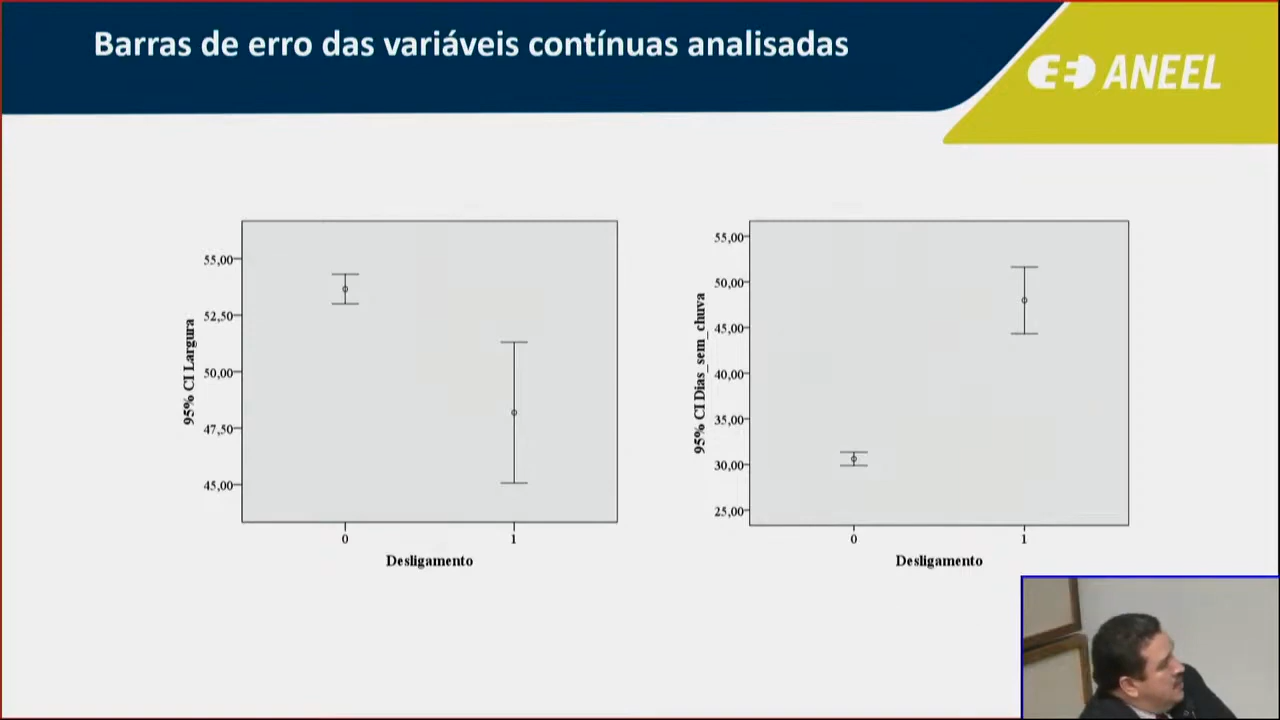 Barras de erro das variáveis contínuas analisadas
ANEEL
95% CI Largura
55,00
52,50
50,00
47,50
45,00
0
1
Desligamento
95% CI Dias_sem_chuva
55,00
50,00
45,00
40,00
35,00
30,00
25,00
0
1
Desligamento